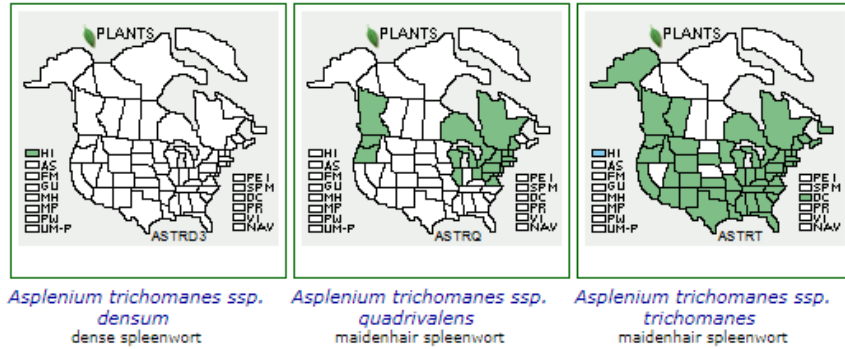 PLANTS
HI
AS
FM
GU
MH
MP
PW
UM-P
PEI
SPM
DC
PR
VI
NAV
ASTRD3
Asplenium trichomanes ssp.
densum
dense spleenwort
PLANTS
HI
AS
FM
GU
MH
MP
PW
UM-P
PEI
SPM
DC
PR
VI
NAV
ASTRQ
Asplenium trichomanes ssp.
quadrivalens
maidenhair spleenwort
PLANTS
HI
AS
FM
GU
MH
MP
PW
UM-P
PEI
SPM
DC
PR
VI
NAV
ASTRT
Asplenium trichomanes ssp.
trichomanes
maidenhair spleenwort